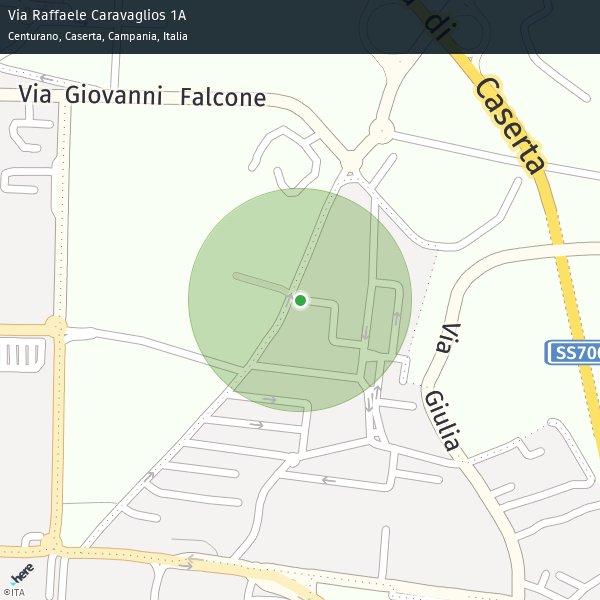 Via Raffaele Caravaglios 1A
Centurano, Caserta, Campania, Italia
di
Caserta
Via Giovanni Falcone
Via
Giulia
SS700
here
©ITA